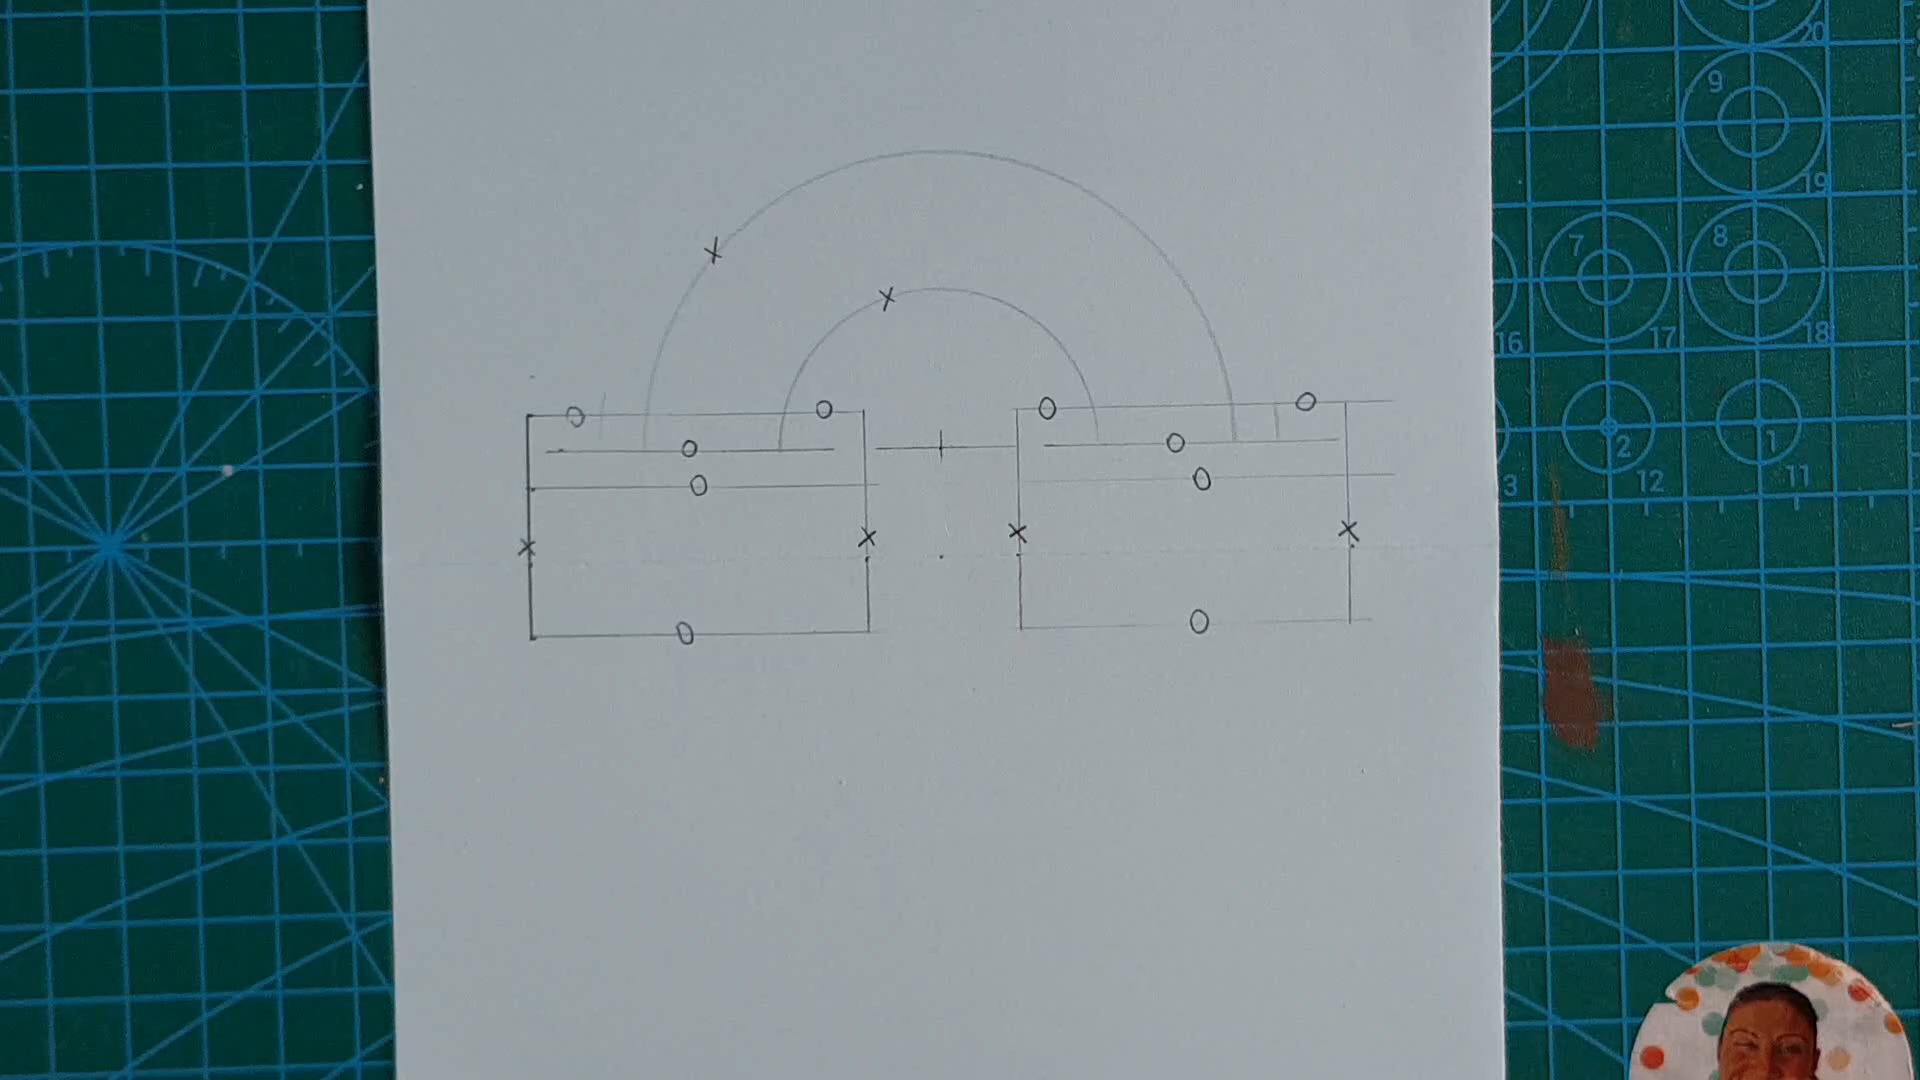 20
9
19
7 8
16 17 18
2 1
3 12 11
x
x
o o o o
o o
o o
x x x x
o o